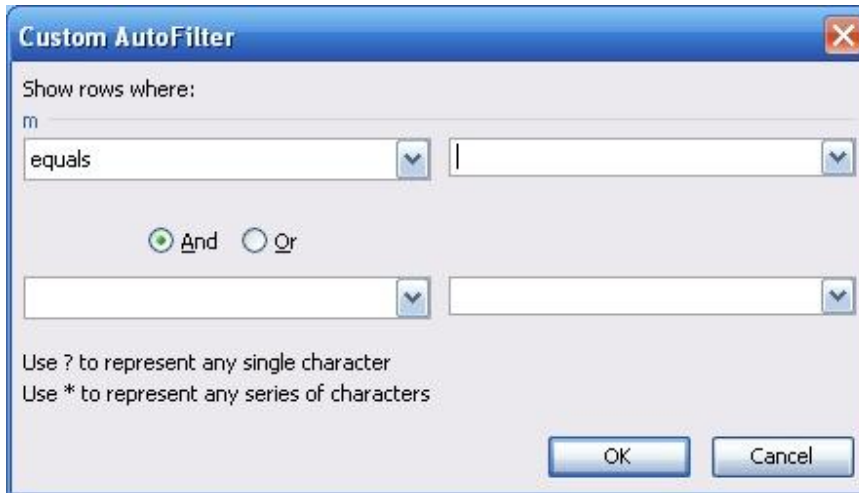 Custom AutoFilter
Show rows where:
m
equals
And Or
Use ? to represent any single character
Use * to represent any series of characters
OK Cancel